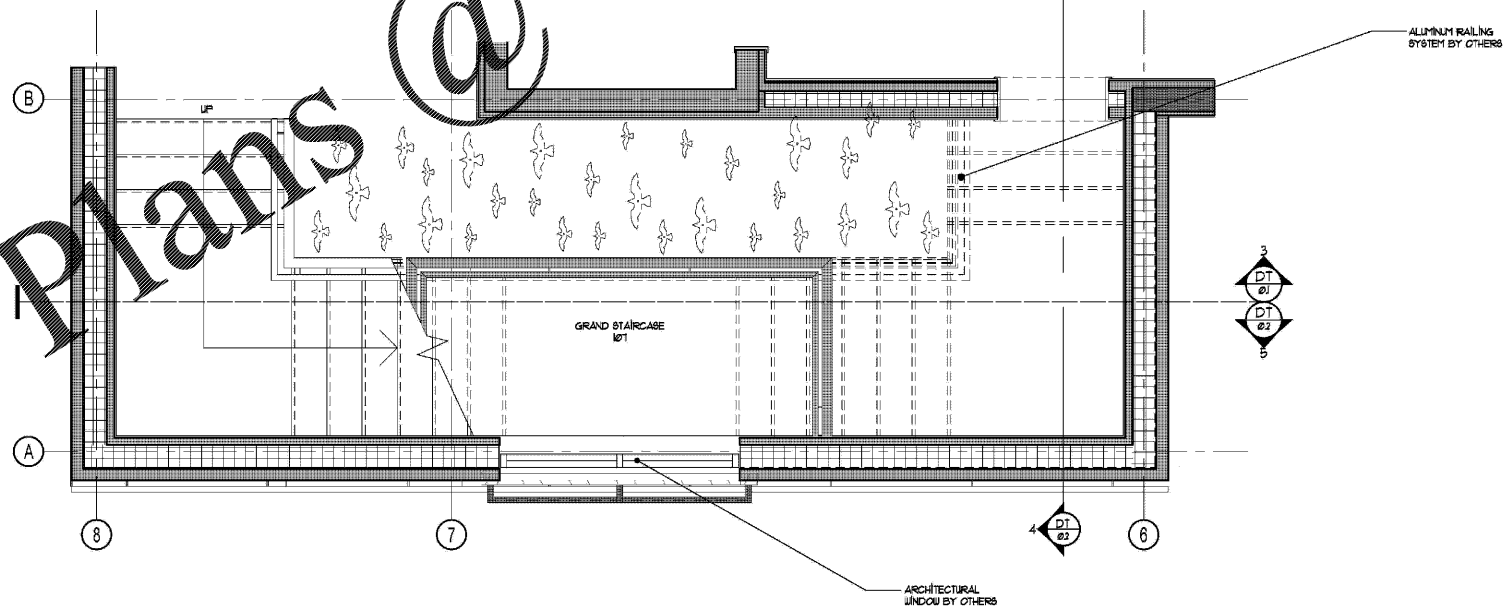 Plans @
ALUMINUM RAILING
SYSTEM BY OTHERS
B
UP
3
DT
01
DT
02
5
GRAND STAIRCASE
107
A
8
7
4
DT
03
6
ARCHITECTURAL
WINDOW BY OTHERS